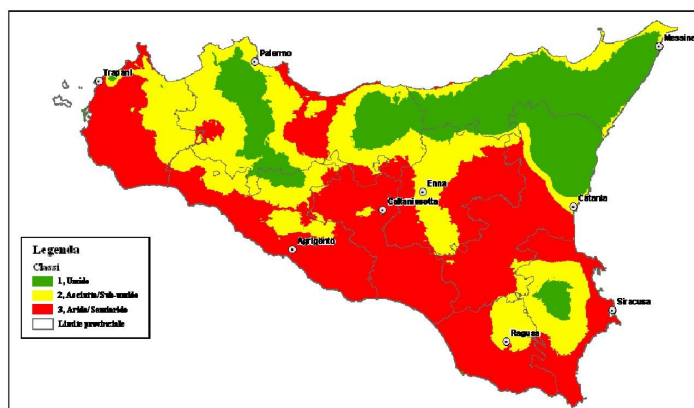 Messina
Palermo
Trapani
Enna
Caltanissetta
Catania
Agrigento
Siracusa
Ragusa
Legenda
Classi
1, Umido
2, Asciutto/Sub-umido
3, Arido/Semiarido
Limite provinciale